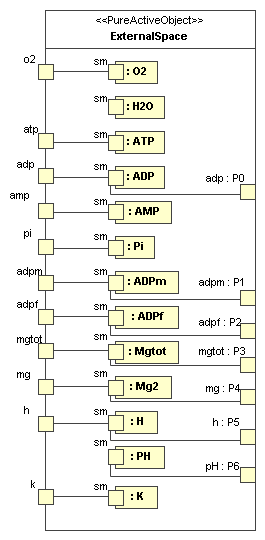 <<PureActiveObject>>
ExternalSpace
o2
sm
: O2
sm
: H2O
atp
sm
: ATP
adp
sm
: ADP
adp : P0
amp
sm
: AMP
pi
sm
: Pi
adpm
sm
: ADPm
adpm : P1
adpf
sm
: ADPf
adpf : P2
mgtot
sm
: Mgtot
mgtot : P3
mg
sm
: Mg2
mg : P4
h
sm
: H
h : P5
sm
: PH
pH : P6
k
sm
: K